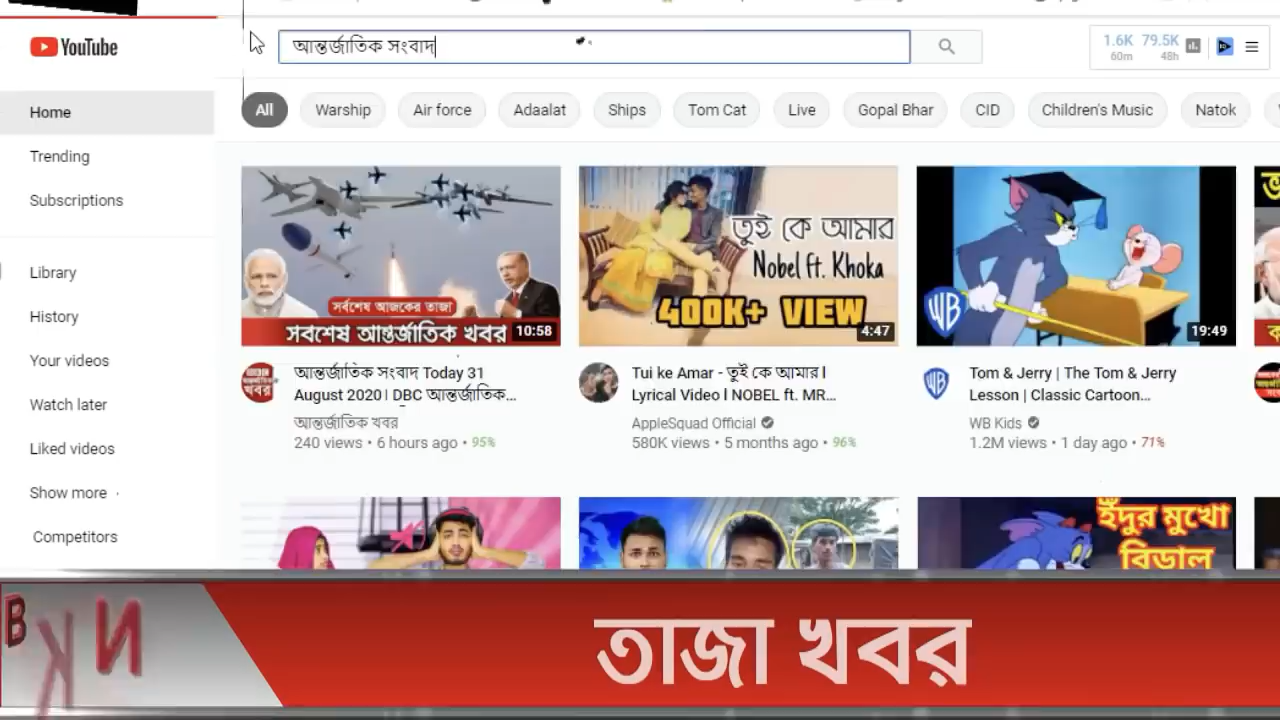 YouTube
আন্তর্জাতিক সংবাদ
1.6K 79.5K
60m 48h
All Warship Air force Adaalat Ships Tom Cat Live Gopal Bhar CID Children's Music Natok
Home
Trending
Subscriptions
Library
History
Your videos
Watch later
Liked videos
Show more
Competitors
সর্বশেষ আজকের তাজা
সবশেষ আন্তর্জাতিক খবর
10:58
আন্তর্জাতিক সংবাদ Today 31
August 2020। DBC আন্তর্জাতিক...
আন্তর্জাতিক খবর
240 views • 6 hours ago • 95%
তুই কে আমার
Nobel ft. Khoka
400K+ VIEW
4:47
Tui ke Amar - তুই কে আমার l
Lyrical Video l NOBEL ft. MR...
AppleSquad Official
580K views • 5 months ago • 96%
WB
19:49
WB
Tom & Jerry | The Tom & Jerry
Lesson | Classic Cartoon...
WB Kids
1.2M views • 1 day ago • 71%
ইঁদুর মুখো
বিড়াল
B K N
তাজা খবর